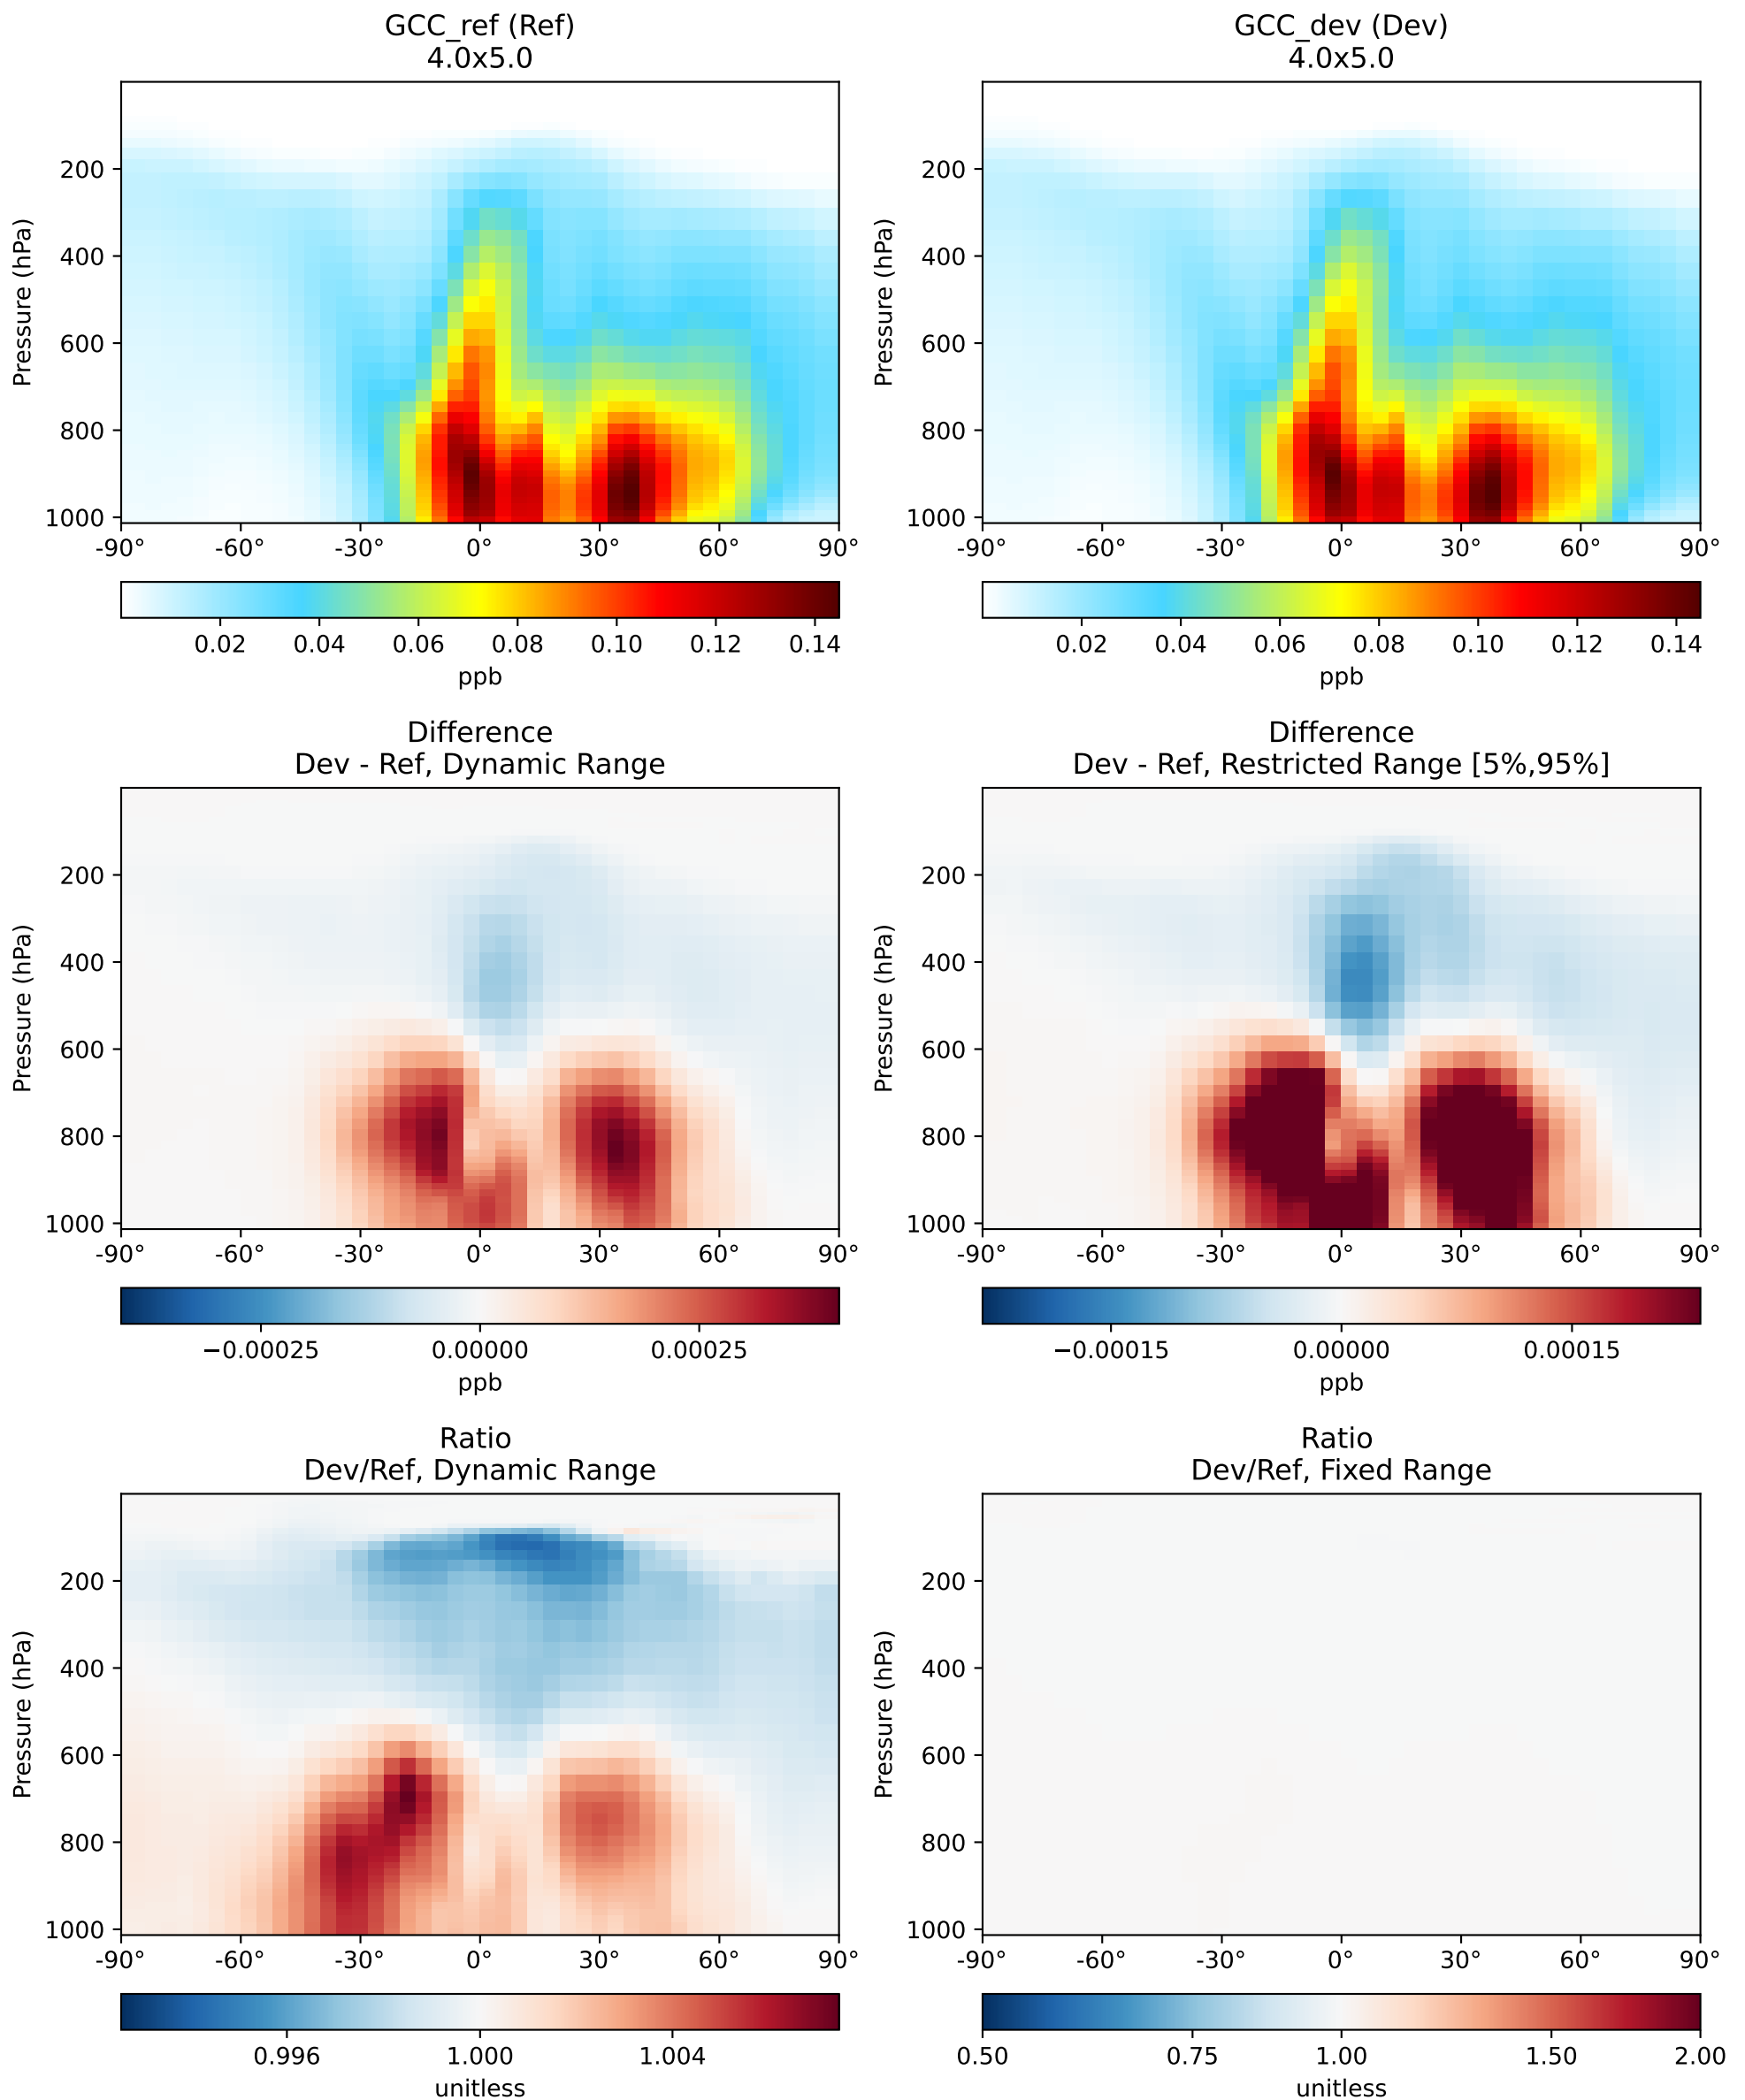 GCC_ref (Ref)
4.0x5.0
Pressure (hPa)
200
400
600
800
1000
-90° -60° -30° 0° 30° 60° 90°
0.02 0.04 0.06 0.08 0.10 0.12 0.14
ppb
GCC_dev (Dev)
4.0x5.0
Pressure (hPa)
200
400
600
800
1000
-90° -60° -30° 0° 30° 60° 90°
0.02 0.04 0.06 0.08 0.10 0.12 0.14
ppb
Difference
Dev - Ref, Dynamic Range
Pressure (hPa)
200
400
600
800
1000
-90° -60° -30° 0° 30° 60° 90°
−0.00025 0.00000 0.00025
ppb
Difference
Dev - Ref, Restricted Range [5%,95%]
Pressure (hPa)
200
400
600
800
1000
-90° -60° -30° 0° 30° 60° 90°
−0.00015 0.00000 0.00015
ppb
Ratio
Dev/Ref, Dynamic Range
Pressure (hPa)
200
400
600
800
1000
-90° -60° -30° 0° 30° 60° 90°
0.996 1.000 1.004
unitless
Ratio
Dev/Ref, Fixed Range
Pressure (hPa)
200
400
600
800
1000
-90° -60° -30° 0° 30° 60° 90°
0.50 0.75 1.00 1.50 2.00
unitless